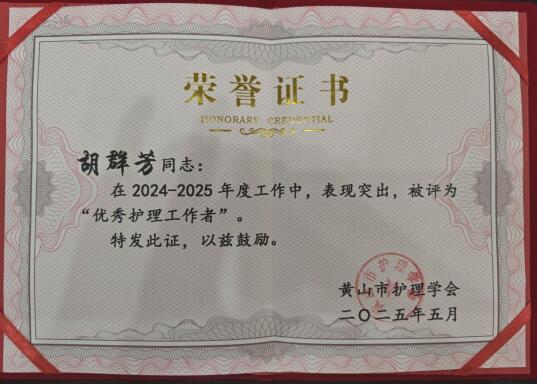 荣誉证书
HONORARY CREDENTIAL
胡群芳同志：
在2024-2025年度工作中，表现突出，被评为
“优秀护理工作者”。
特发此证，以兹鼓励。
黄山市护理学会
二〇二五年五月